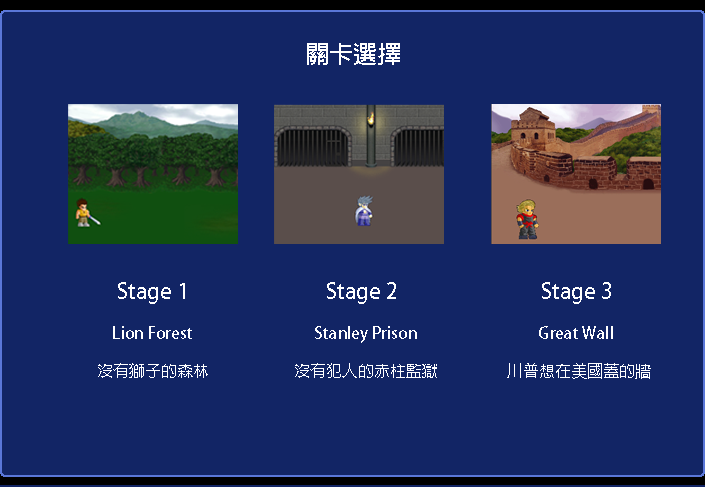 關卡選擇
Stage 1
Stage 2
Stage 3
Lion Forest
Stanley Prison
Great Wall
沒有獅子的森林
沒有犯人的赤柱監獄
川普想在美國蓋的牆